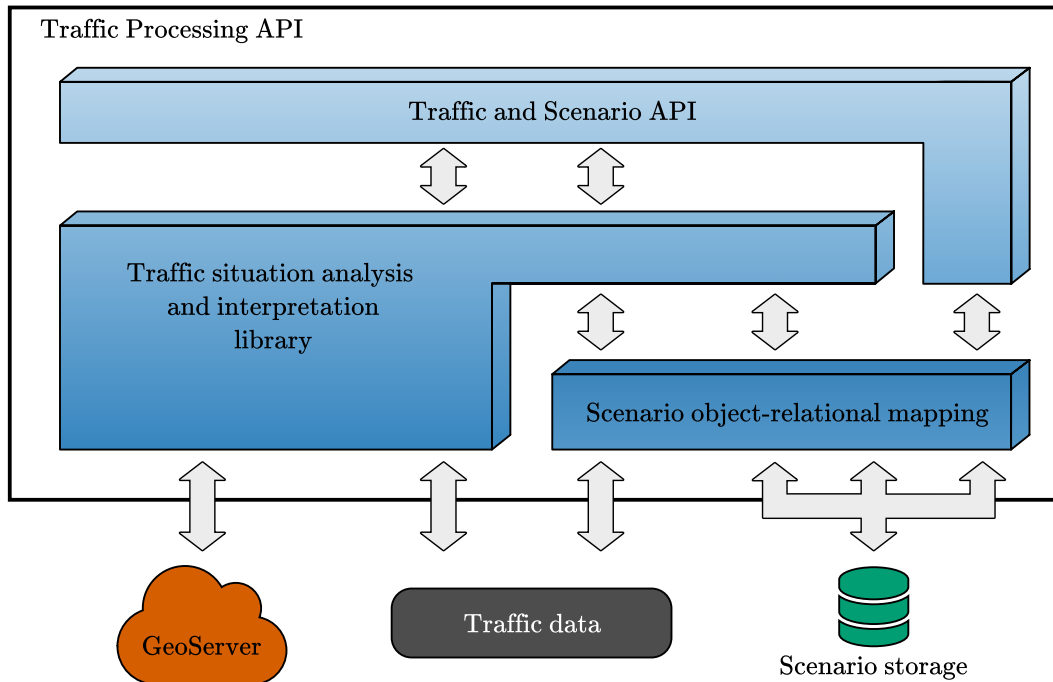 Traffic Processing API
Traffic and Scenario API
Traffic situation analysis
and interpretation
library
Scenario object-relational mapping
GeoServer
Traffic data
Scenario storage